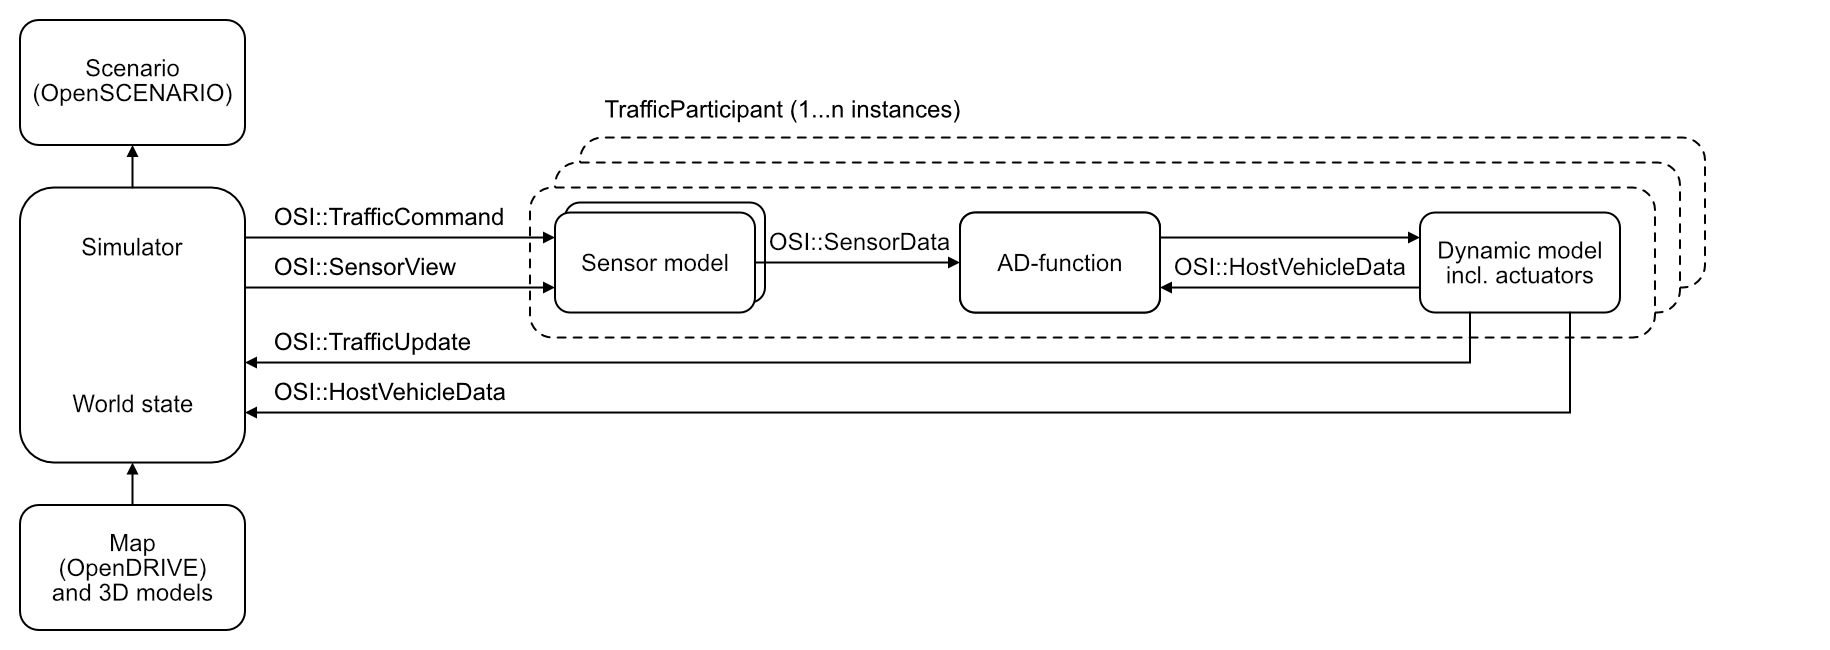 Scenario
(OpenSCENARIO)
TrafficParticipant (1...n instances)
OSI::TrafficCommand
Simulator
OSI::SensorView
Sensor model
OSI::SensorData
AD-function
OSI::HostVehicleData
Dynamic model
incl. actuators
OSI::TrafficUpdate
OSI::HostVehicleData
World state
Map
(OpenDRIVE)
and 3D models